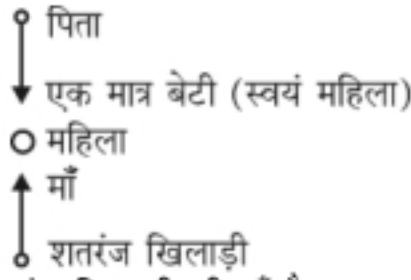 पिता
एक मात्र बेटी (स्वयं महिला)
महिला
माँ
शतरंज खिलाड़ी